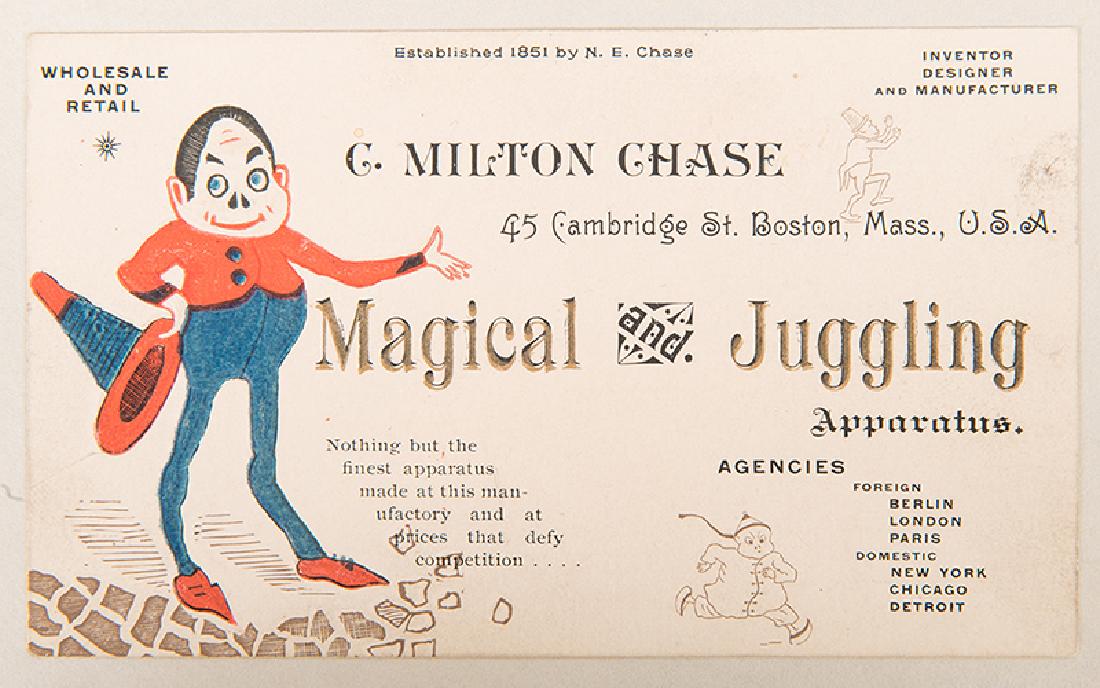 Established 1851 by N. E. Chase
WHOLESALE
AND
RETAIL
INVENTOR
DESIGNER
AND MANUFACTURER
C. MILTON CHASE
45 Cambridge St. Boston, Mass., U.S.A.
Magical and. Juggling
Apparatus.
Nothing but the
finest apparatus
made at this man-
ufactory and at
prices that defy
competition . . . .
AGENCIES
FOREIGN
BERLIN
LONDON
PARIS
DOMESTIC
NEW YORK
CHICAGO
DETROIT